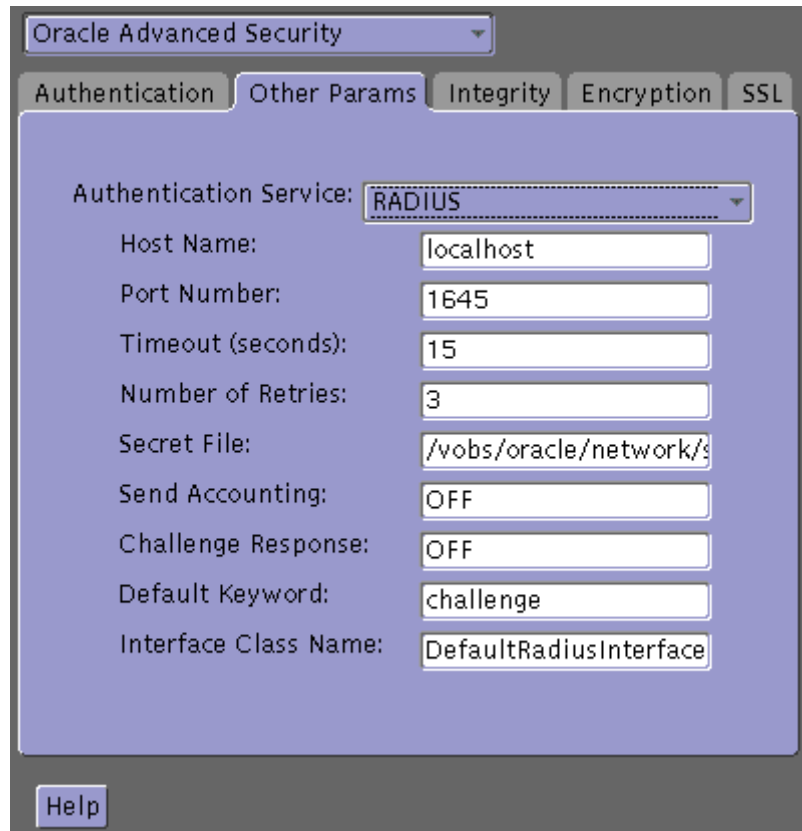 Oracle Advanced Security
Authentication Other Params Integrity Encryption SSL
Authentication Service: RADIUS
Host Name: localhost
Port Number: 1645
Timeout (seconds): 15
Number of Retries: 3
Secret File: /vobs/oracle/network/s
Send Accounting: OFF
Challenge Response: OFF
Default Keyword: challenge
Interface Class Name: DefaultRadiusInterface
Help